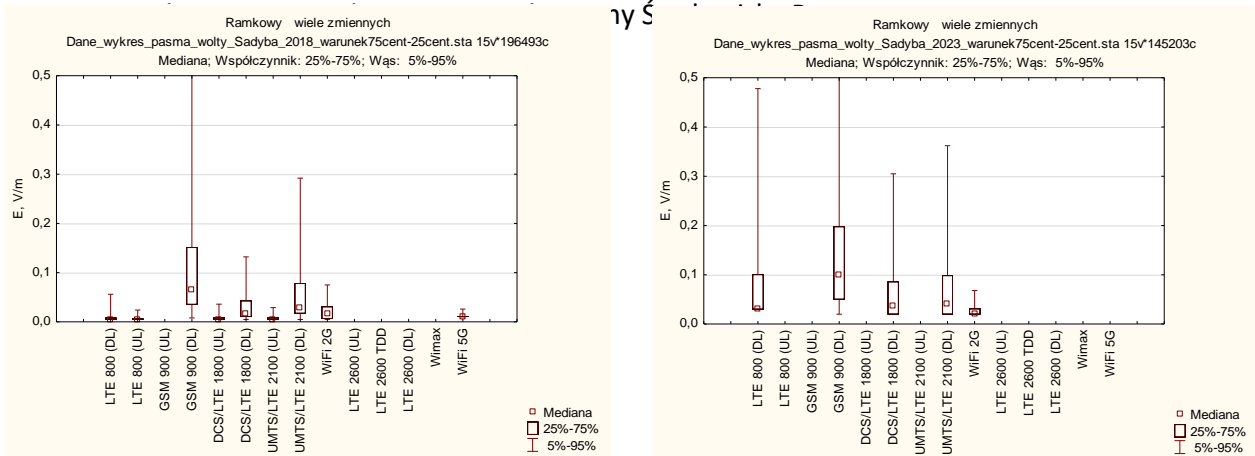 ny Ś
Ramkowy wiele zmiennych
Dane_wykres_pasma_wolty_Sadyba_2018_warunek75cent-25cent.sta 15v*196493c
Mediana; Współczynnik: 25%-75%; Wąs: 5%-95%
E, V/m
0,5
0,4
0,3
0,2
0,1
0,0
LTE 800 (DL)
LTE 800 (UL)
GSM 900 (UL)
GSM 900 (DL)
DCS/LTE 1800 (UL)
DCS/LTE 1800 (DL)
UMTS/LTE 2100 (UL)
UMTS/LTE 2100 (DL)
WiFi 2G
LTE 2600 (UL)
LTE 2600 TDD
LTE 2600 (DL)
Wimax
WiFi 5G
Mediana
25%-75%
5%-95%
Ramkowy wiele zmiennych
Dane_wykres_pasma_wolty_Sadyba_2023_warunek75cent-25cent.sta 15v*145203c
Mediana; Współczynnik: 25%-75%; Wąs: 5%-95%
E, V/m
0,5
0,4
0,3
0,2
0,1
0,0
LTE 800 (DL)
LTE 800 (UL)
GSM 900 (UL)
GSM 900 (DL)
DCS/LTE 1800 (UL)
DCS/LTE 1800 (DL)
UMTS/LTE 2100 (UL)
UMTS/LTE 2100 (DL)
WiFi 2G
LTE 2600 (UL)
LTE 2600 TDD
LTE 2600 (DL)
Wimax
WiFi 5G
Mediana
25%-75%
5%-95%